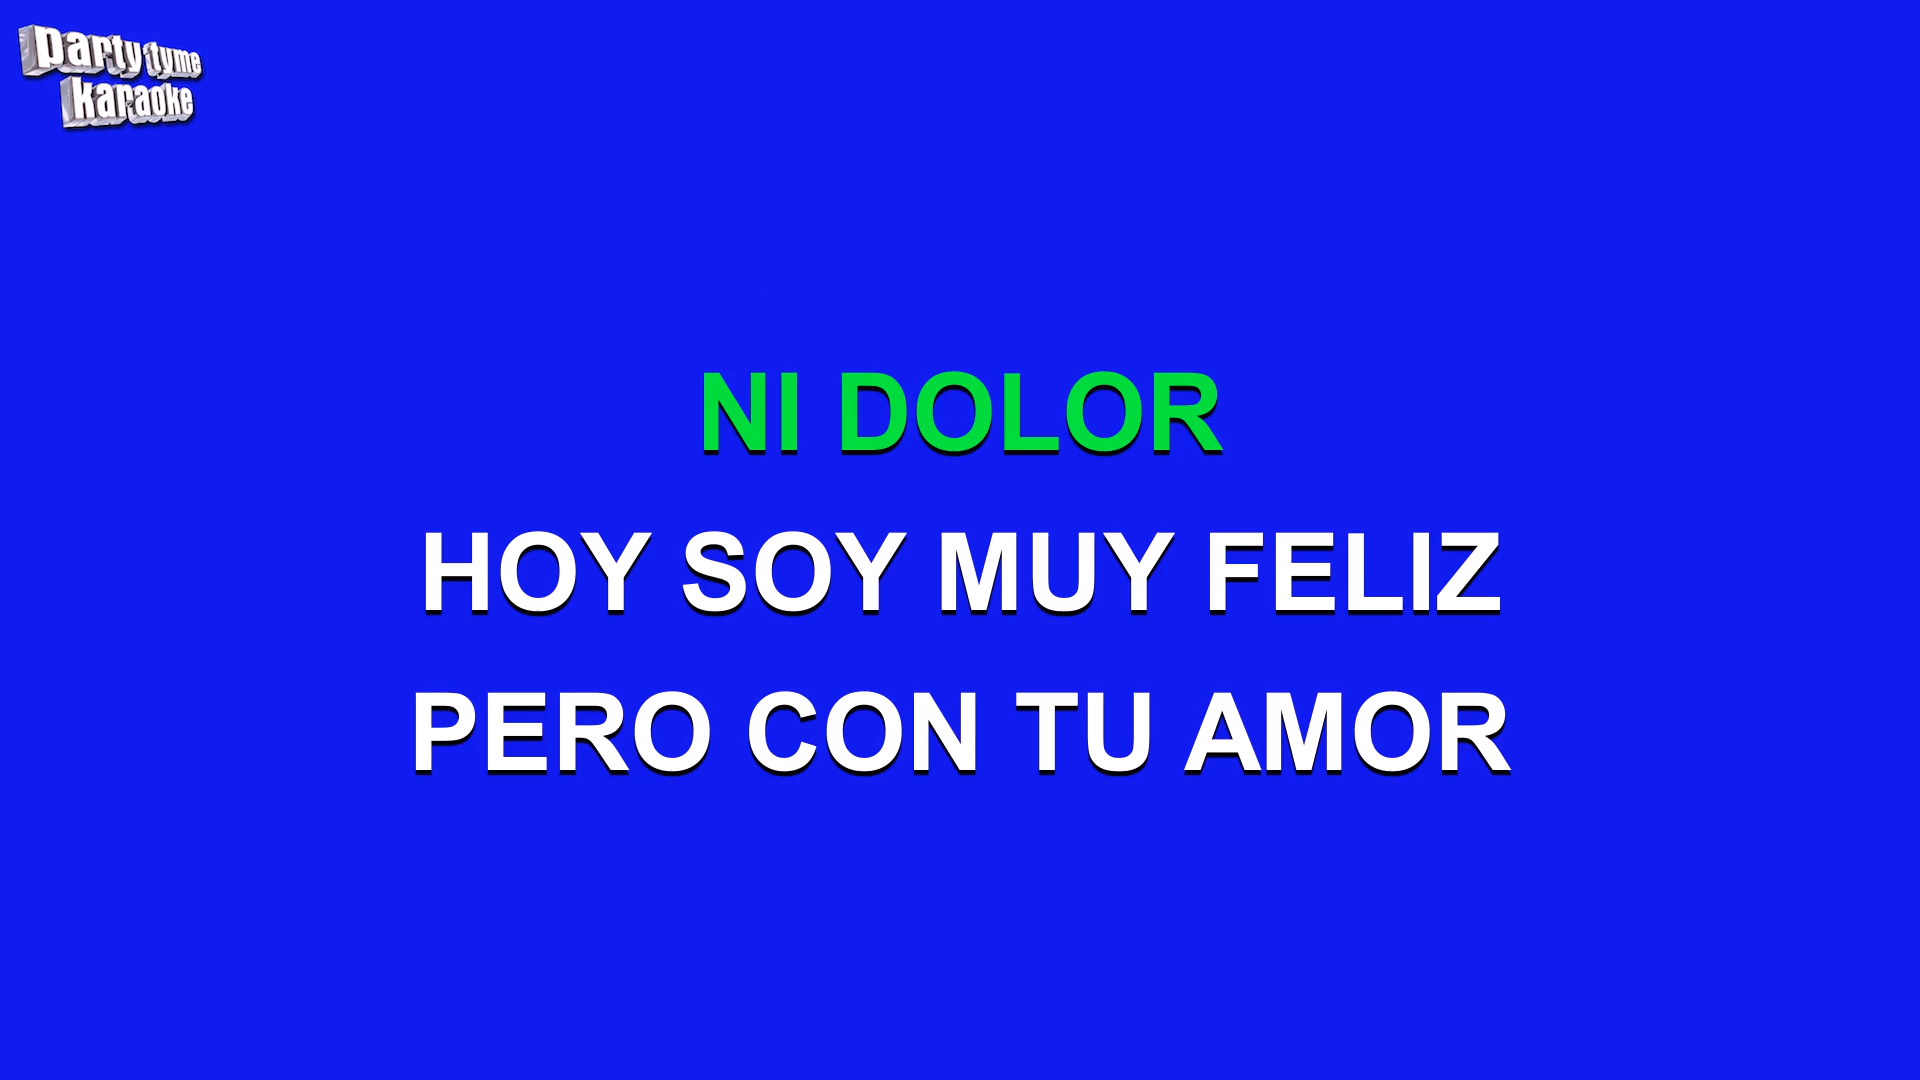 party tyme
karaoke
NI DOLOR
HOY SOY MUY FELIZ
PERO CON TU AMOR